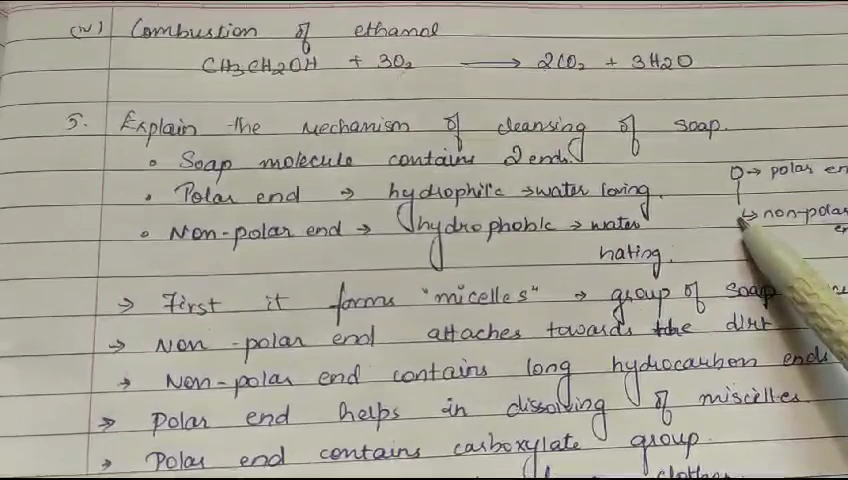 (iv) Combustion of ethanol
CH3CH2OH + 3O2 → 2CO2 + 3H2O
5. Explain the mechanism of cleansing of soap.
• Soap molecule contains 2 ends.
• Polar end → hydrophilic → water loving.
→ polar en
• Non-polar end → hydrophobic → water
hating.
↳ non-polar
→ First it forms "micelles" → group of soap
→ Non-polar end attaches towards the dirt
→ Non-polar end contains long hydrocarbon ends
→ Polar end helps in dissolving of miscelles
→ Polar end contains carboxylate group.